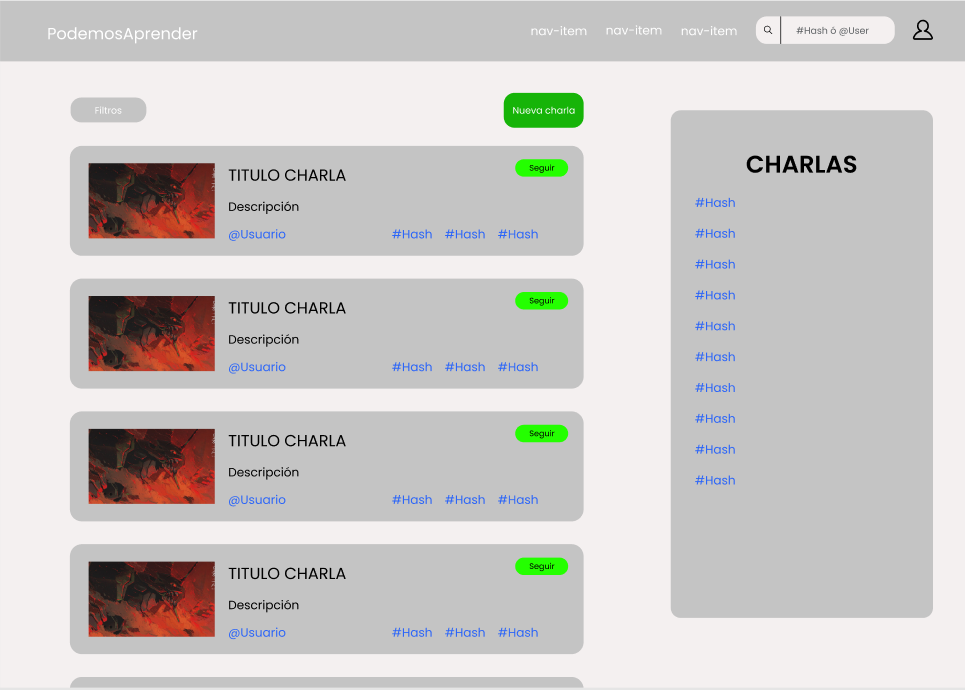 PodemosAprender nav-item nav-item nav-item #Hash ó @User
Filtros Nueva charla
TITULO CHARLA Seguir
Descripción
@Usuario #Hash #Hash #Hash
TITULO CHARLA Seguir
Descripción
@Usuario #Hash #Hash #Hash
TITULO CHARLA Seguir
Descripción
@Usuario #Hash #Hash #Hash
TITULO CHARLA Seguir
Descripción
@Usuario #Hash #Hash #Hash
CHARLAS
#Hash
#Hash
#Hash
#Hash
#Hash
#Hash
#Hash
#Hash
#Hash
#Hash